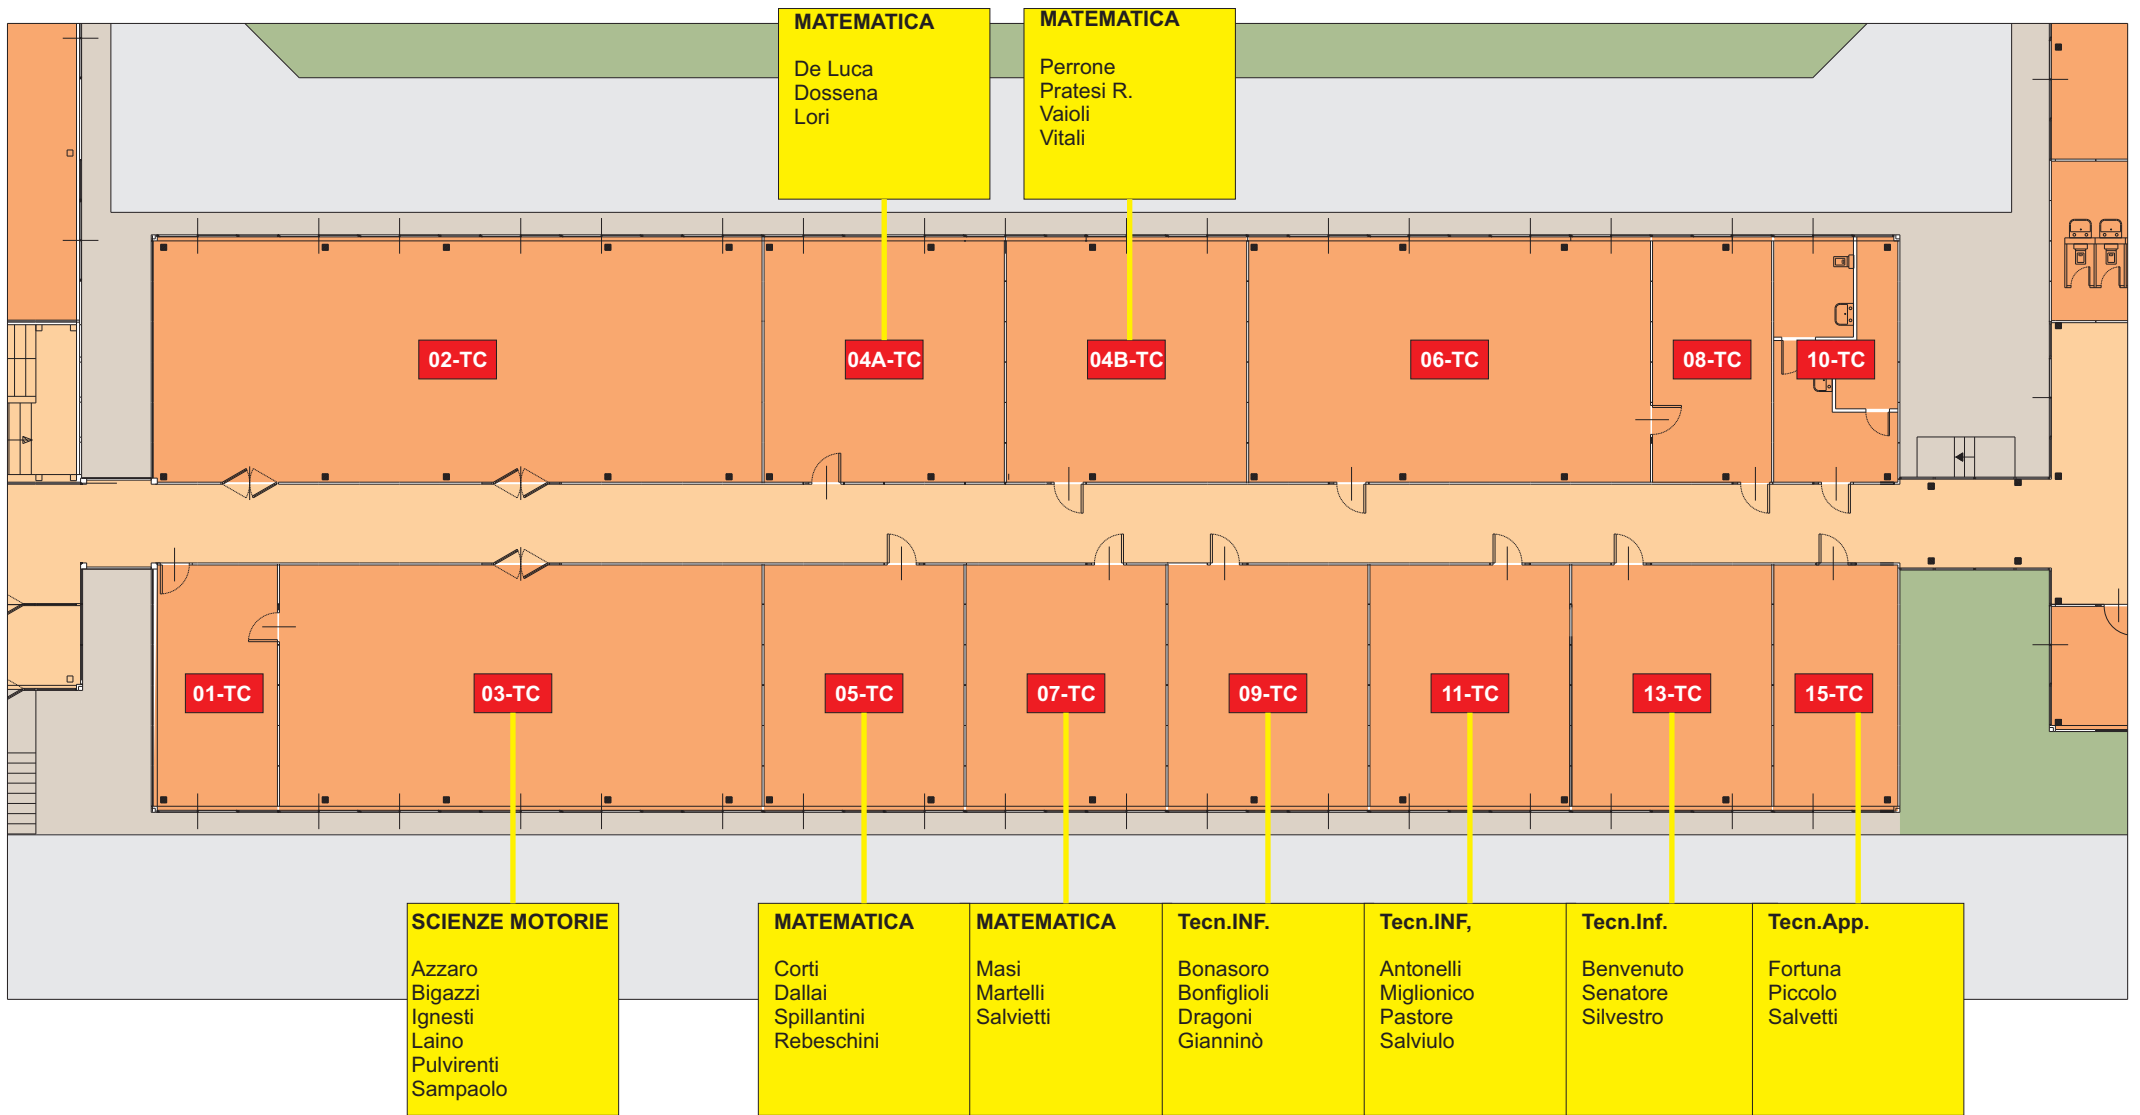 MATEMATICA
De Luca
Dossena
Lori
MATEMATICA
Perrone
Pratesi R.
Vaioli
Vitali
02-TC
04A-TC
04B-TC
06-TC
08-TC
10-TC
01-TC
03-TC
05-TC
07-TC
09-TC
11-TC
13-TC
15-TC
SCIENZE MOTORIE
Azzaro
Bigazzi
Ignesti
Laino
Pulvirenti
Sampaolo
MATEMATICA
Corti
Dallai
Spillantini
Rebeschini
MATEMATICA
Masi
Martelli
Salvietti
Tecn.INF.
Bonasoro
Bonfiglioli
Dragoni
Gianninò
Tecn.INF,
Antonelli
Miglionico
Pastore
Salviulo
Tecn.Inf.
Benvenuto
Senatore
Silvestro
Tecn.App.
Fortuna
Piccolo
Salvetti